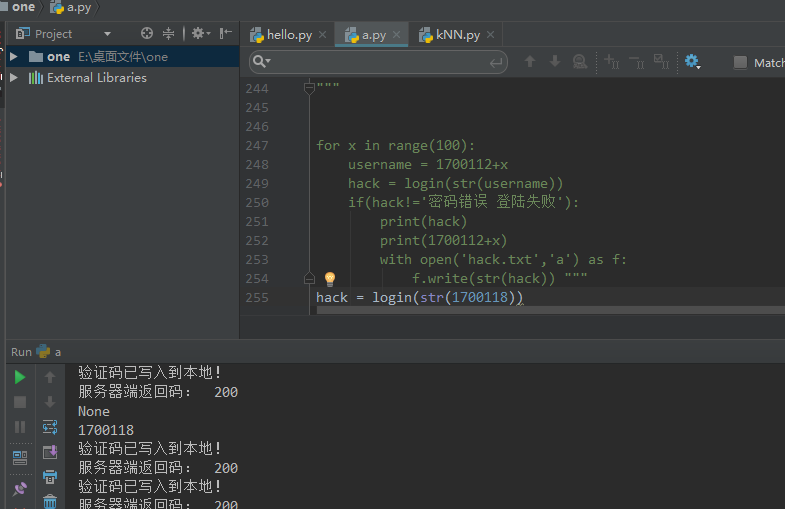 one a.py
Project
hello.py a.py kNN.py
one E:\桌面文件\one
External Libraries
Match
244 """
245
246
247 for x in range(100):
248 username = 1700112+x
249 hack = login(str(username))
250 if(hack!='密码错误 登陆失败'):
251 print(hack)
252 print(1700112+x)
253 with open('hack.txt','a') as f:
254 f.write(str(hack)) """
255 hack = login(str(1700118))
Run a
验证码已写入到本地!
服务器端返回码: 200
None
1700118
验证码已写入到本地!
服务器端返回码: 200
验证码已写入到本地!
服务器端返回码: 200